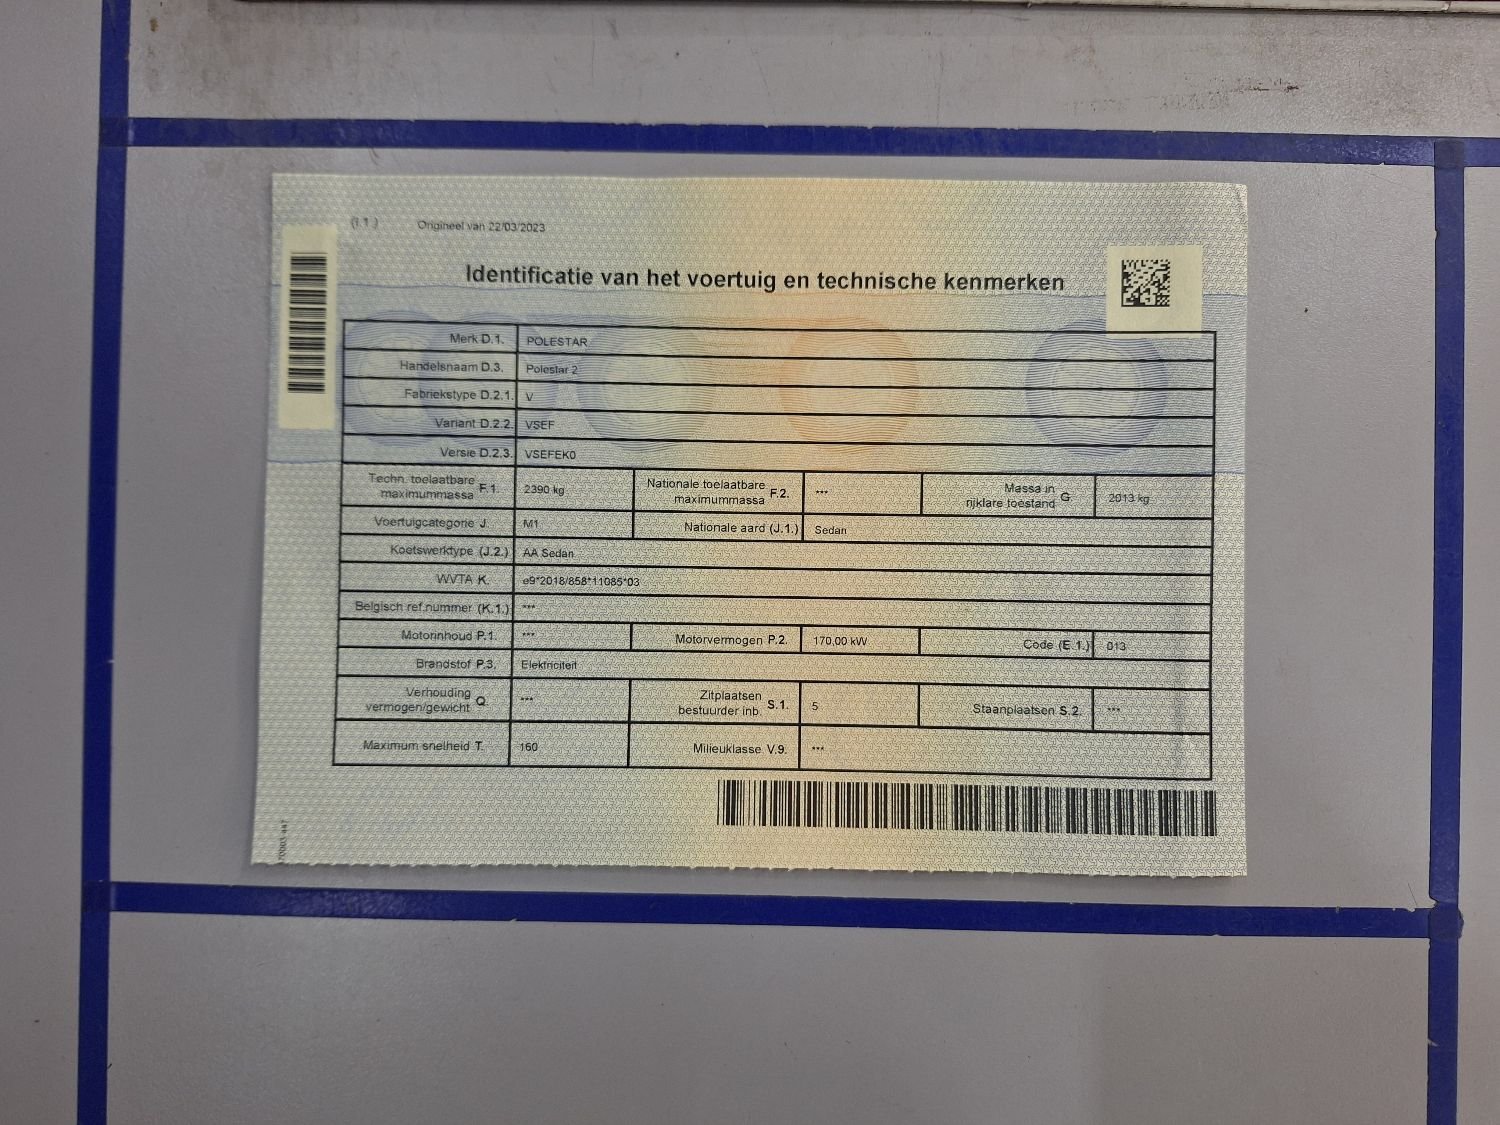 (I.1.) Origineel van 22/03/2023
Identificatie van het voertuig en technische kenmerken
Merk D.1. POLESTAR
Handelsnaam D.3. Polestar 2
Fabriekstype D.2.1. V
Variant D.2.2. VSEF
Versie D.2.3. VSEFEK0
Techn. toelaatbare maximummassa F.1. 2390 kg Nationale toelaatbare maximummassa F.2. *** Massa in rijklare toestand G 2013 kg
Voertuigcategorie J. M1 Nationale aard (J.1.) Sedan
Koetswerktype (J.2.) AA Sedan
WVTA K. e9*2018/858*11085*03
Belgisch ref.nummer (K.1.) ***
Motorinhoud P.1. *** Motorvermogen P.2. 170,00 kW Code (E.1.) 013
Brandstof P.3. Elektriciteit
Verhouding vermogen/gewicht Q. *** Zitplaatsen bestuurder inb. S.1. 5 Staanplaatsen S.2. ***
Maximum snelheid T. 160 Milieuklasse V.9. ***